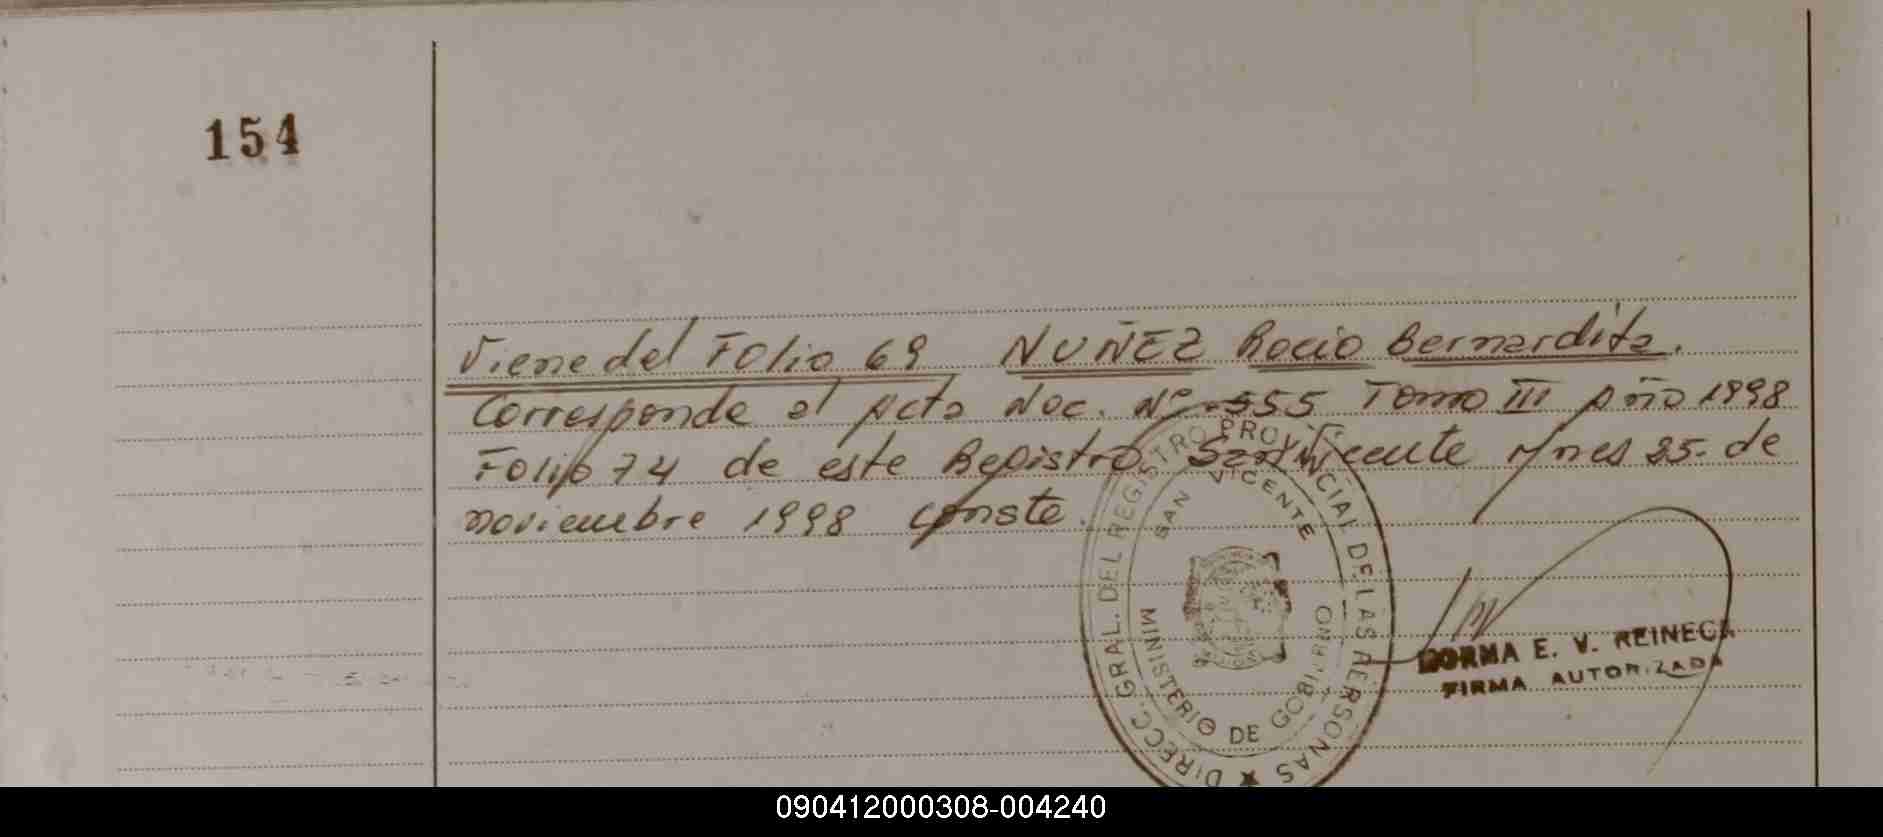 154
Viene del Folio 69 NUÑEZ Rocio Bernardita.
Corresponde al Acta Nac. Nº 555 Tomo III Año 1998
Folio 74 de este Registro San Vicente Mnes 25 de
noviembre 1998 Conste.
DIRECC. GRAL. DEL REGISTRO PROVINCIAL DE LAS PERSONAS
SAN VICENTE
MINISTERIO DE GOBIERNO
NORMA E. V. REINECK
FIRMA AUTORIZADA
090412000308-004240